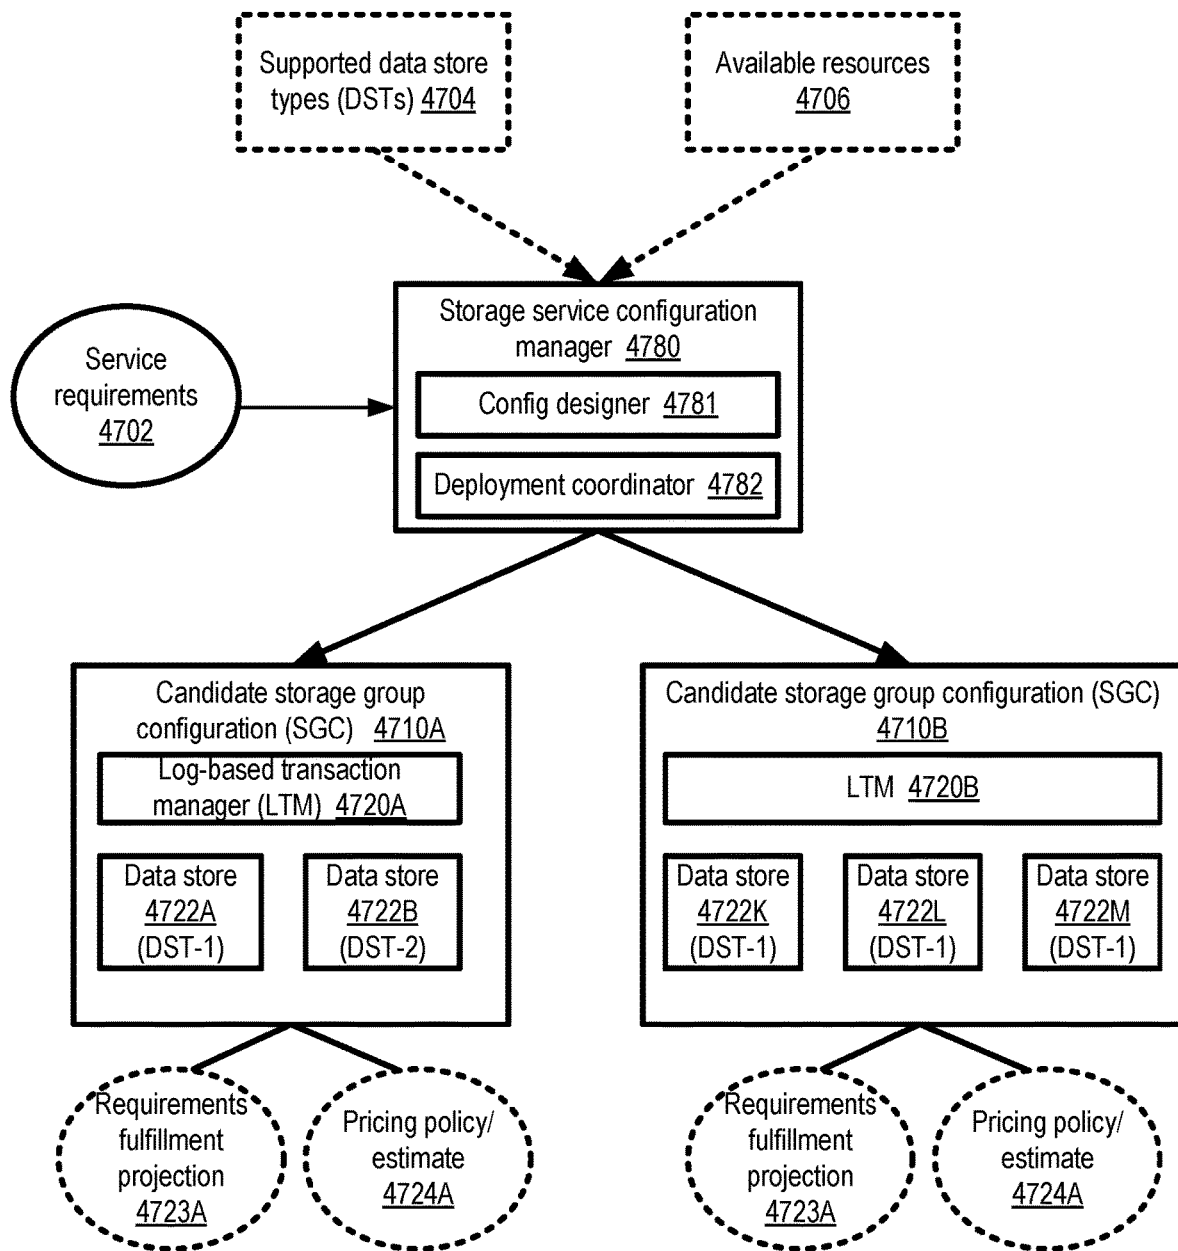 Supported data store
types (DSTs) 4704
Available resources
4706
Service
requirements
4702
Storage service configuration
manager 4780
Config designer 4781
Deployment coordinator 4782
Candidate storage group
configuration (SGC) 4710A
Log-based transaction
manager (LTM) 4720A
Data store
4722A
(DST-1)
Data store
4722B
(DST-2)
Candidate storage group configuration (SGC)
4710B
LTM 4720B
Data store
4722K
(DST-1)
Data store
4722L
(DST-1)
Data store
4722M
(DST-1)
Requirements
fulfillment
projection
4723A
Pricing policy/
estimate
4724A
Requirements
fulfillment
projection
4723A
Pricing policy/
estimate
4724A